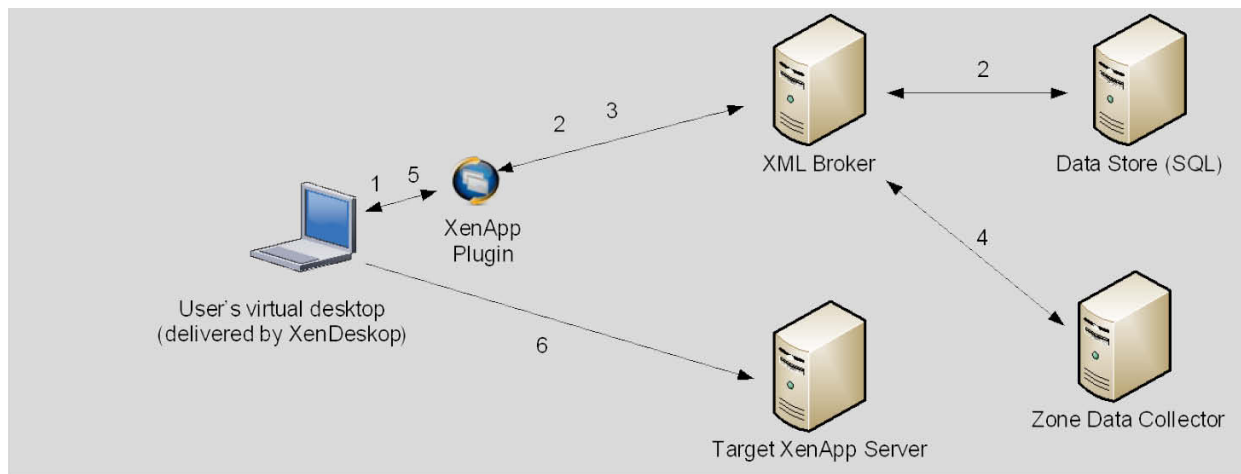 2
3
2
XML Broker
Data Store (SQL)
1
5
XenApp
Plugin
4
User's virtual desktop
(delivered by XenDeskop)
6
Target XenApp Server
Zone Data Collector